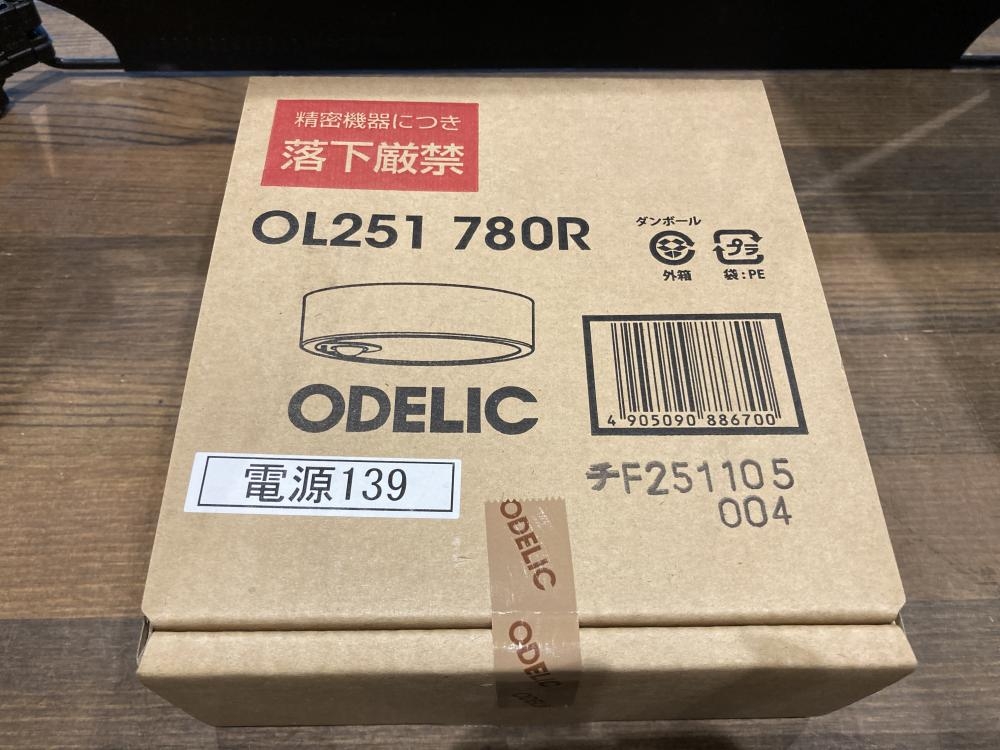 精密機器につき
落下厳禁
OL251 780R
ダンボール
外箱
プラ
袋:PE
ODELIC
4 905090 886700
電源139
チF251105
004
ODELIC
ODELIC